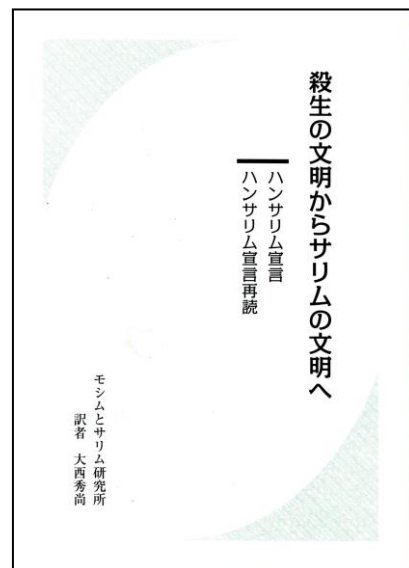 殺生の文明からサリムの文明へ
ハンサリム宣言
ハンサリム宣言再読
モシムとサリム研究所
訳者　大西秀尚